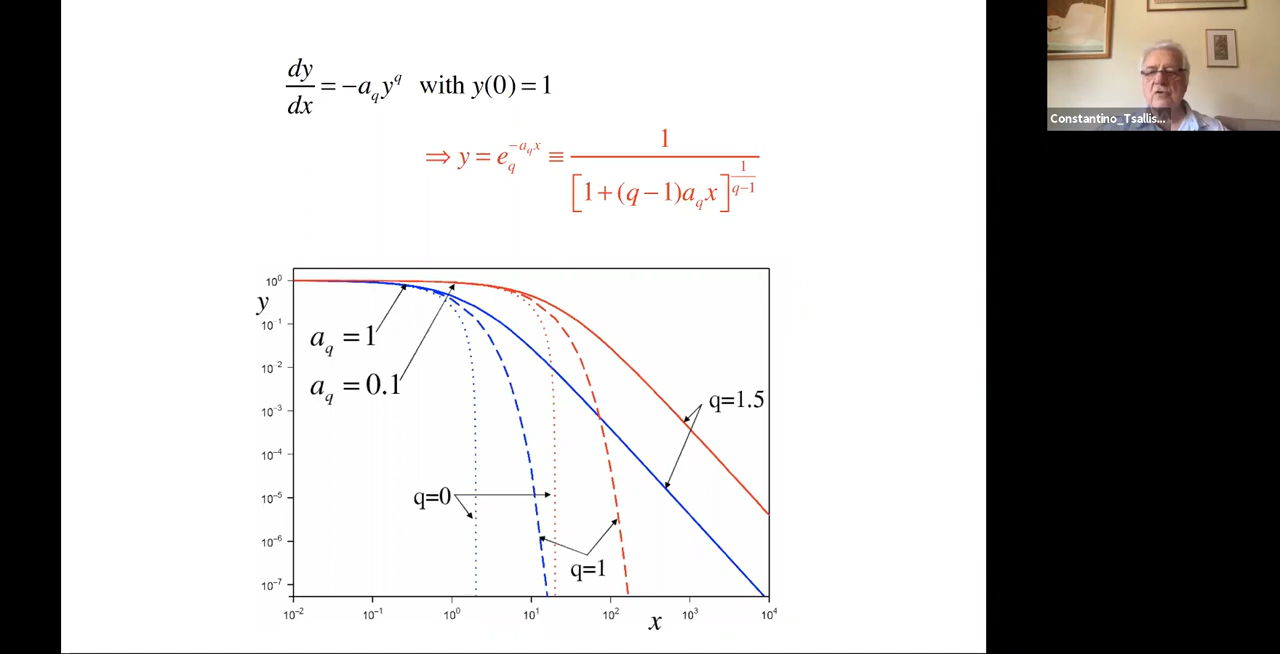 dy/dx = −a_q y^q with y(0) = 1
⇒ y = e_q^{−a_q x} ≡ 1/[1+(q−1)a_q x]^{1/(q−1)}
Constantino_Tsallis...
y
10^0
10^-1
10^-2
10^-3
10^-4
10^-5
10^-6
10^-7
a_q = 1
a_q = 0.1
q=1.5
q=0
q=1
10^-2 10^-1 10^0 10^1 10^2 10^3 10^4
x